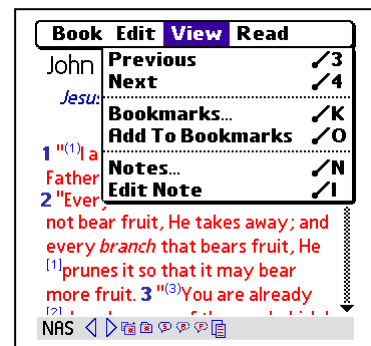 Book Edit View Read
Previous /3
Next /4
Bookmarks... /K
Add To Bookmarks /O
Notes... /N
Edit Note /I
John
Jesus
1 "(1)I a
Father
2 "Ever
not bear fruit, He takes away; and
every branch that bears fruit, He
[1]prunes it so that it may bear
more fruit. 3 "(3)You are already
[2]
NAS